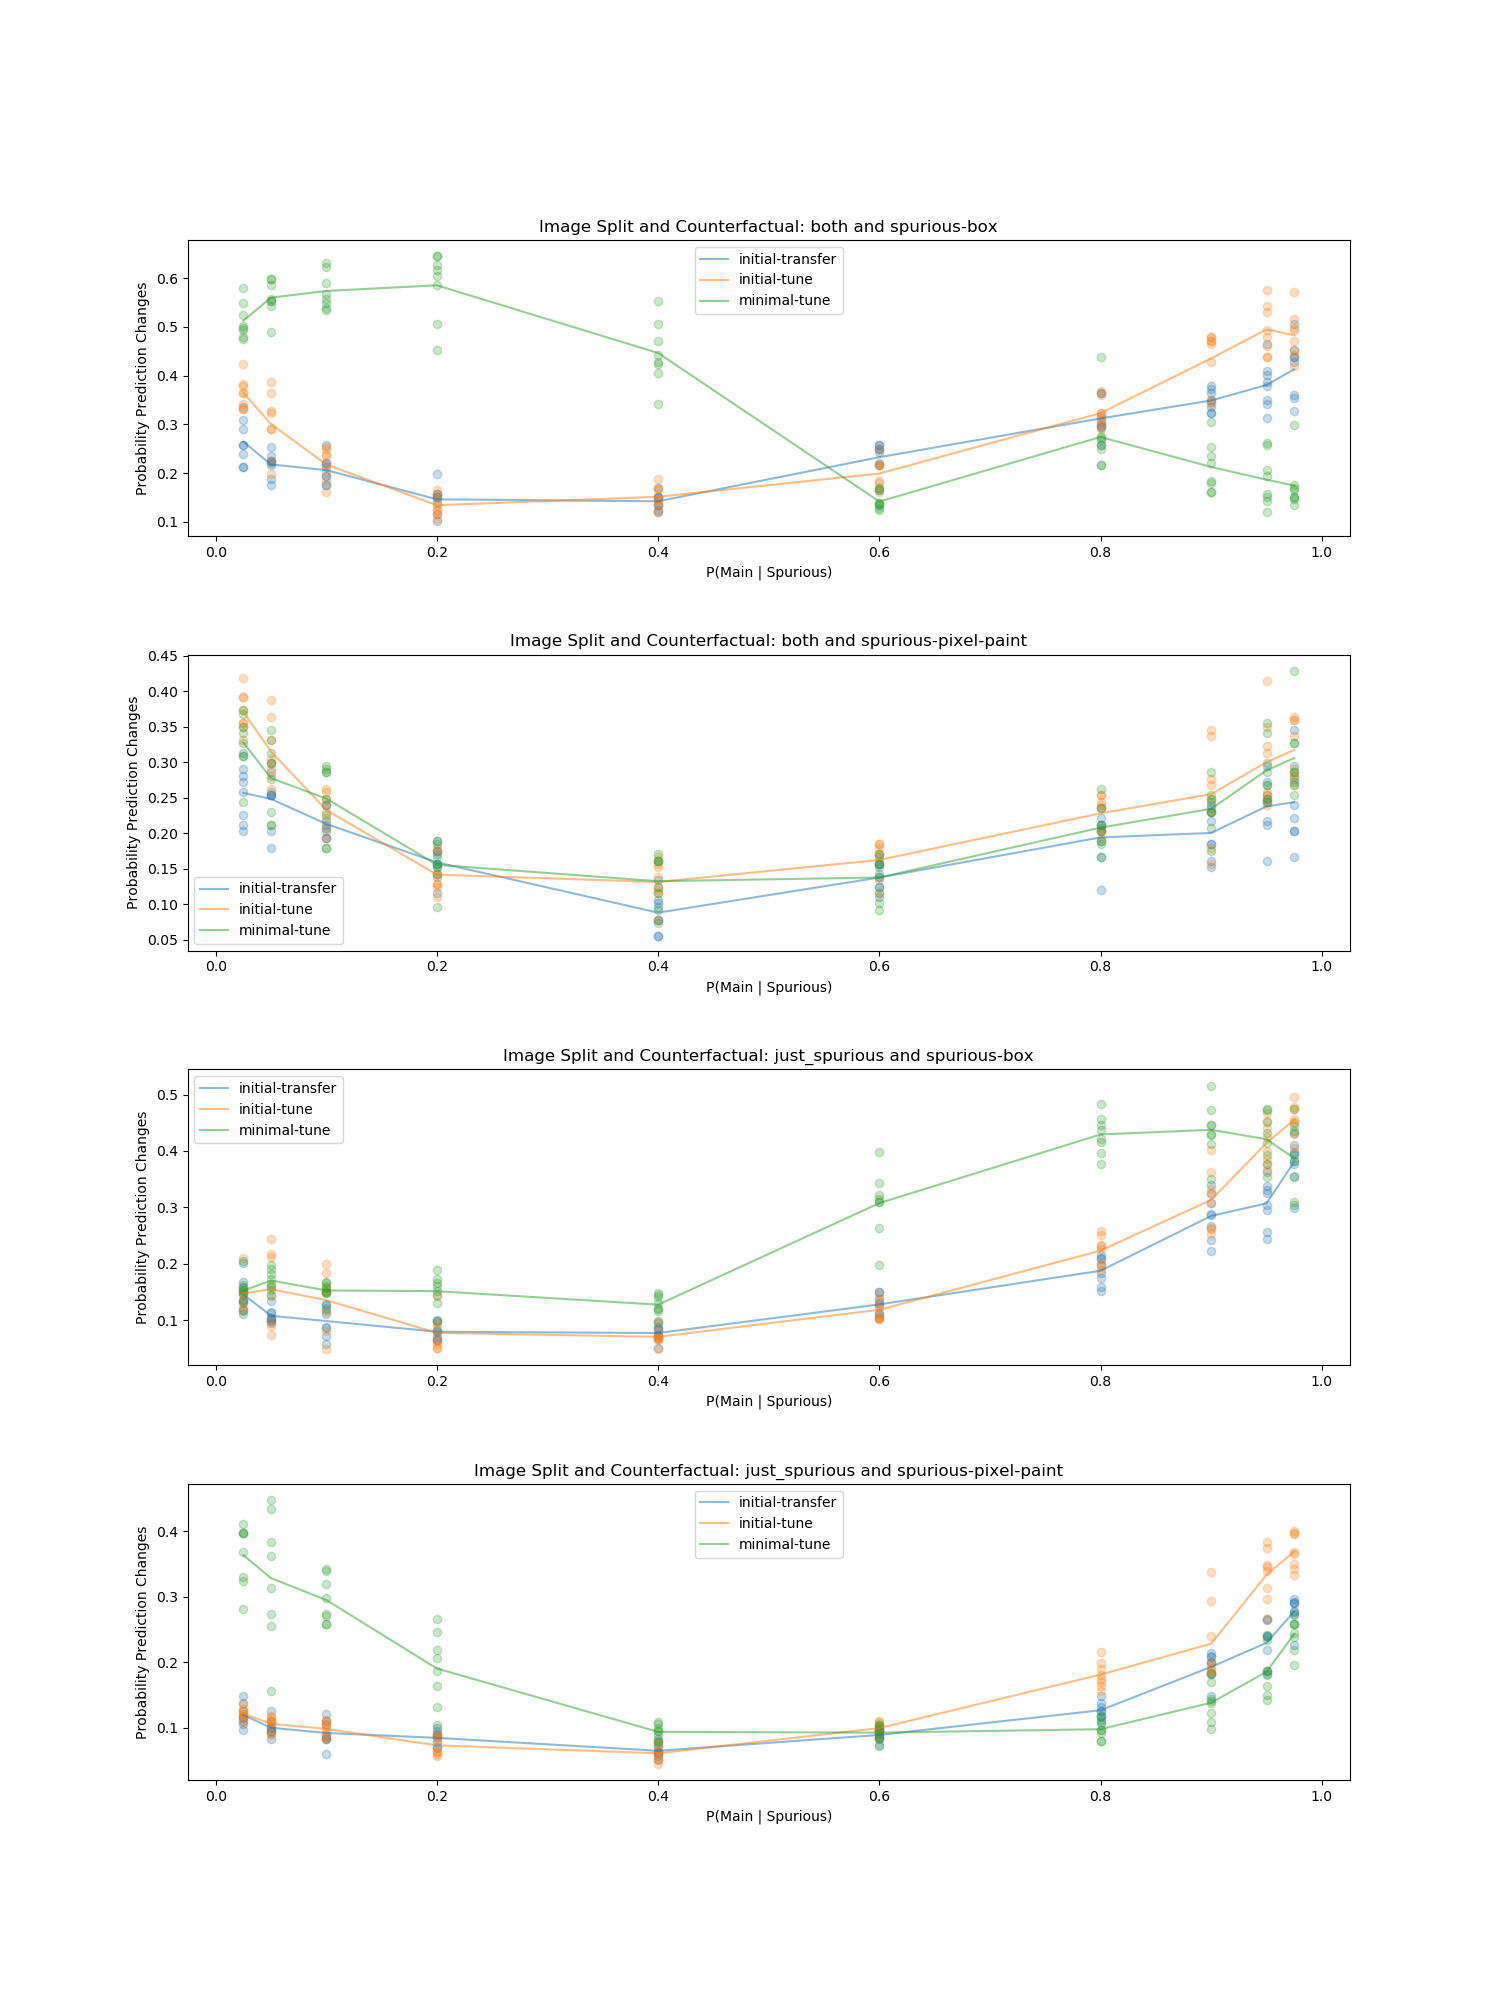 Image Split and Counterfactual: both and spurious-box
Probability Prediction Changes
0.6
0.5
0.4
0.3
0.2
0.1
initial-transfer
initial-tune
minimal-tune
0.0 0.2 0.4 0.6 0.8 1.0
P(Main | Spurious)
Image Split and Counterfactual: both and spurious-pixel-paint
Probability Prediction Changes
0.45
0.40
0.35
0.30
0.25
0.20
0.15
0.10
0.05
initial-transfer
initial-tune
minimal-tune
0.0 0.2 0.4 0.6 0.8 1.0
P(Main | Spurious)
Image Split and Counterfactual: just_spurious and spurious-box
Probability Prediction Changes
0.5
0.4
0.3
0.2
0.1
initial-transfer
initial-tune
minimal-tune
0.0 0.2 0.4 0.6 0.8 1.0
P(Main | Spurious)
Image Split and Counterfactual: just_spurious and spurious-pixel-paint
Probability Prediction Changes
0.4
0.3
0.2
0.1
initial-transfer
initial-tune
minimal-tune
0.0 0.2 0.4 0.6 0.8 1.0
P(Main | Spurious)